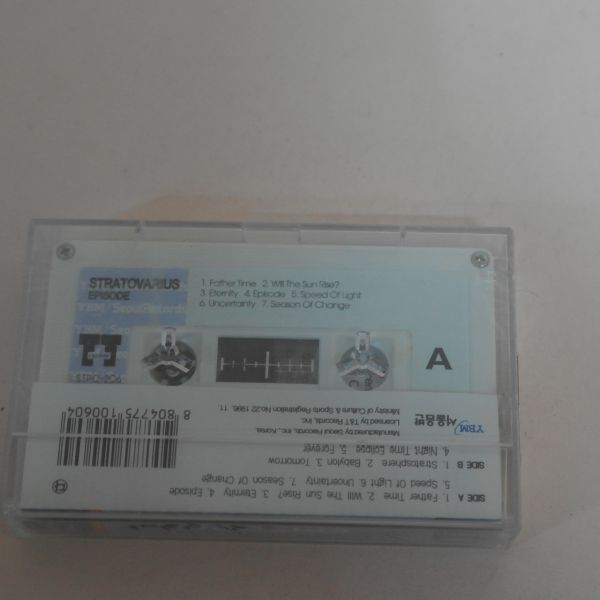 STRATOVARIUS
EPISODE
YBM SeoulRecords
1. Father Time 2. Will The Sun Rise?
3. Eternity 4. Episode 5. Speed Of Light
6. Uncertainty 7. Season Of Change
A
SIDE A 1. Father Time 2. Will The Sun Rise? 3. Eternity 4. Episode
5. Speed Of Light 6. Uncertainty 7. Season Of Change
SIDE B 1. Stratosphere 2. Babylon 3. Tomorrow
4. Night Time Eclipse 5. Forever
YBM 서울음반
Manufactured by Seoul Records Inc. Korea.
Licensed by T&T Records, Inc.
Ministry of Culture & Sports Registration No.22 1996. 11.
8 804775 100604